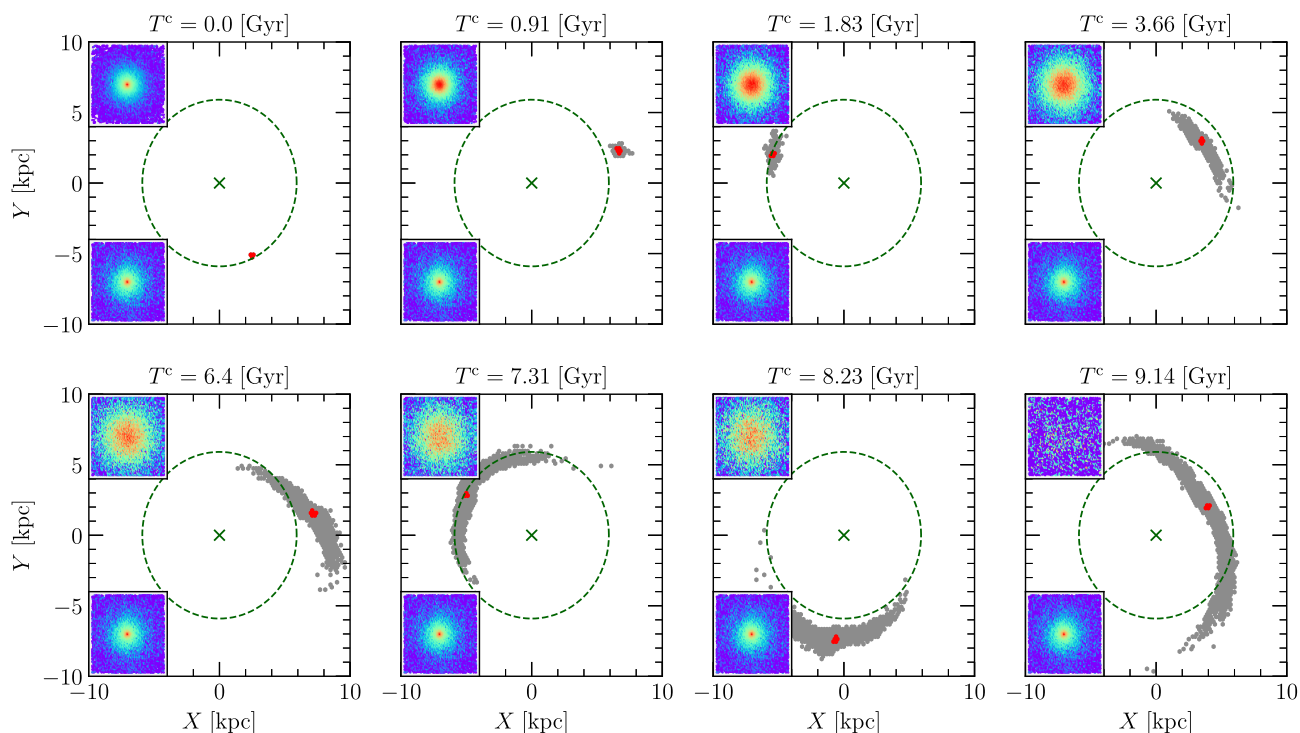 T^c = 0.0 [Gyr]
T^c = 0.91 [Gyr]
T^c = 1.83 [Gyr]
T^c = 3.66 [Gyr]
10
5
0
−5
−10
Y [kpc]
T^c = 6.4 [Gyr]
T^c = 7.31 [Gyr]
T^c = 8.23 [Gyr]
T^c = 9.14 [Gyr]
10
5
0
−5
−10
Y [kpc]
−10 0 10
−10 0 10
−10 0 10
−10 0 10
X [kpc]
X [kpc]
X [kpc]
X [kpc]